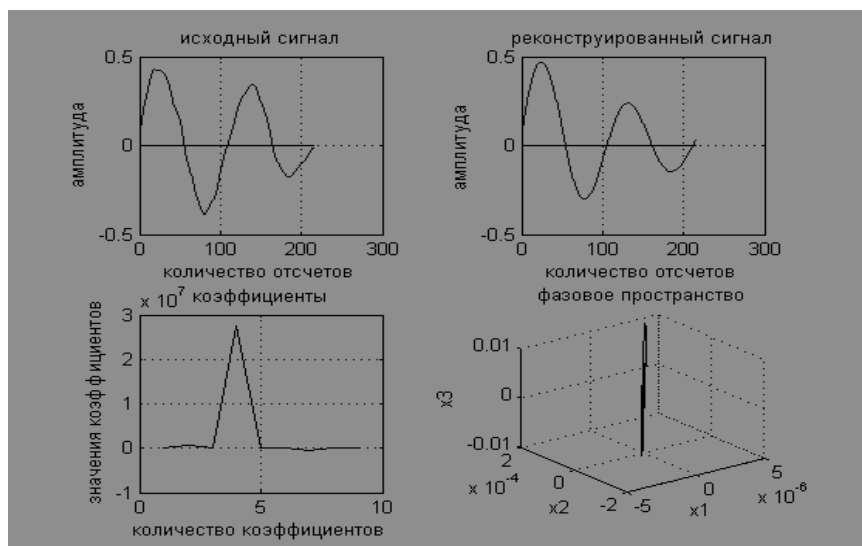 исходный сигнал
амплитуда
0.5
0
-0.5
0 100 200 300
количество отсчетов
реконструированный сигнал
амплитуда
0.5
0
-0.5
0 100 200 300
количество отсчетов
x 10^7 коэффициенты
значения коэффициентов
3
2
1
0
-1
0 5 10
количество коэффициентов
фазовое пространство
x3
0.01
0
-0.01
2
0
-2
x 10^-4
x2
-5
0
5
x 10^-6
x1